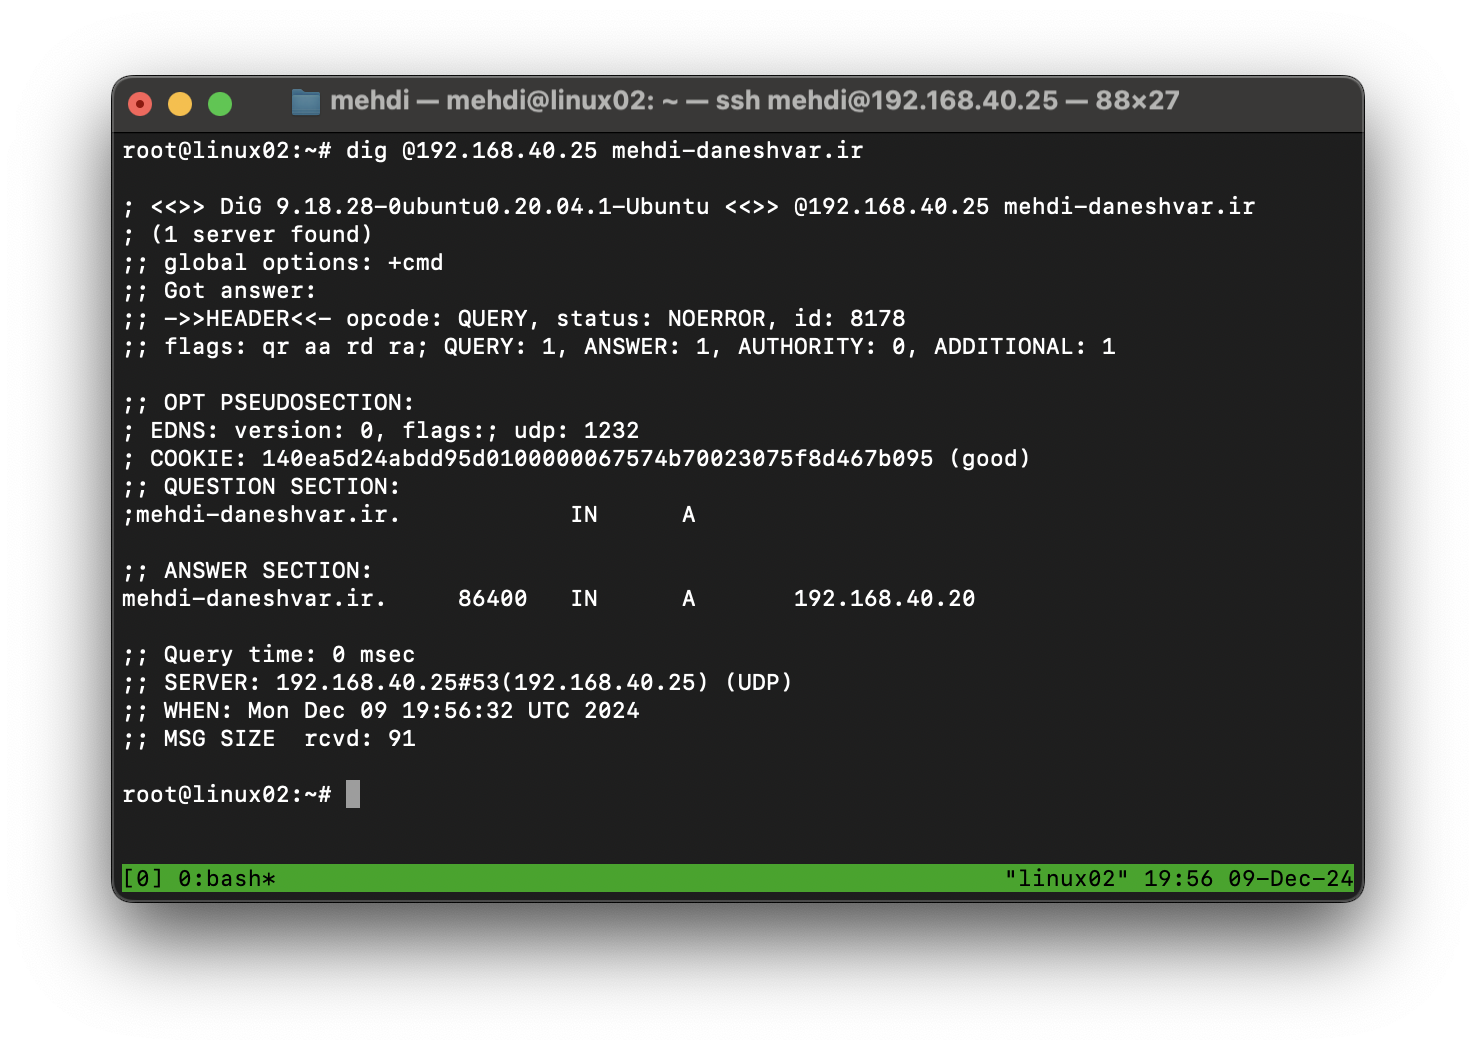 mehdi — mehdi@linux02: ~ — ssh mehdi@192.168.40.25 — 88×27
root@linux02:~# dig @192.168.40.25 mehdi-daneshvar.ir
; <<>> DiG 9.18.28-0ubuntu0.20.04.1-Ubuntu <<>> @192.168.40.25 mehdi-daneshvar.ir
; (1 server found)
;; global options: +cmd
;; Got answer:
;; ->>HEADER<<- opcode: QUERY, status: NOERROR, id: 8178
;; flags: qr aa rd ra; QUERY: 1, ANSWER: 1, AUTHORITY: 0, ADDITIONAL: 1
;; OPT PSEUDOSECTION:
; EDNS: version: 0, flags:; udp: 1232
; COOKIE: 140ea5d24abdd95d0100000067574b70023075f8d467b095 (good)
;; QUESTION SECTION:
;mehdi-daneshvar.ir. IN A
;; ANSWER SECTION:
mehdi-daneshvar.ir. 86400 IN A 192.168.40.20
;; Query time: 0 msec
;; SERVER: 192.168.40.25#53(192.168.40.25) (UDP)
;; WHEN: Mon Dec 09 19:56:32 UTC 2024
;; MSG SIZE rcvd: 91
root@linux02:~#
[0] 0:bash* "linux02" 19:56 09-Dec-24